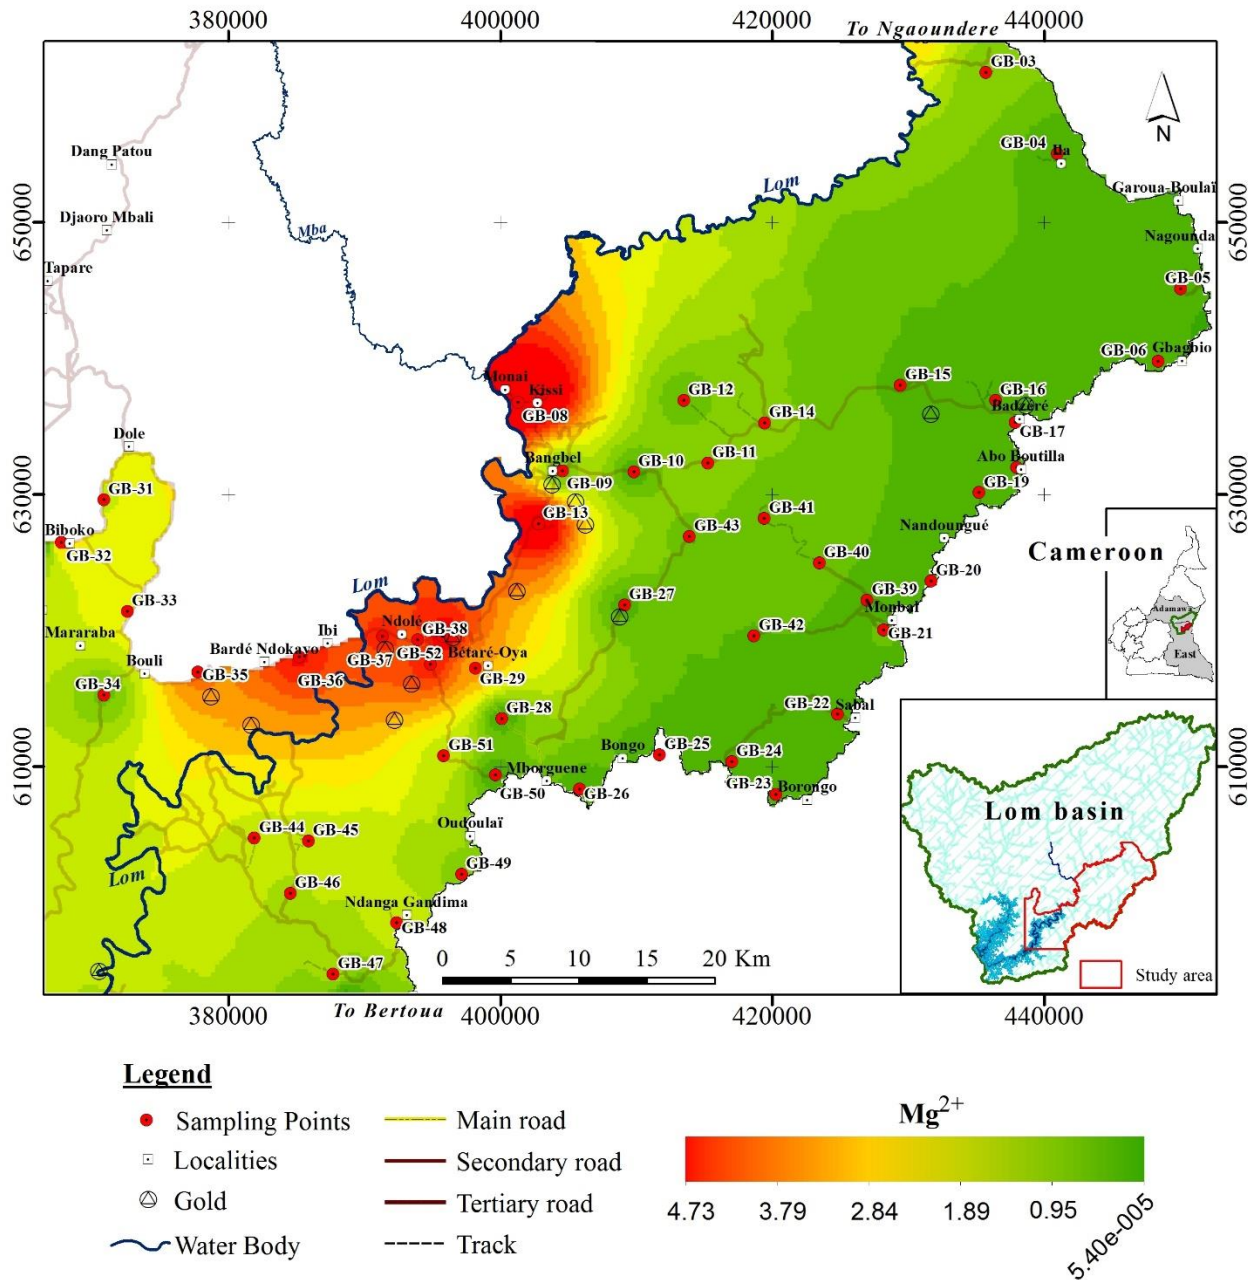 380000
400000
420000
440000
To Ngaoundere
GB-03
GB-04
Ila
Dang Patou
Garoua-Boulaï
Lom
Djaoro Mbali
Mba
650000
650000
Nagounda
Tapare
GB-05
GB-06
Gbagbio
N
Monai
Kissi
GB-08
GB-12
GB-15
GB-16
Badzéré
GB-14
GB-17
Dole
Bangbel
GB-10
GB-11
Abo Boutilla
GB-09
GB-19
630000
630000
GB-31
GB-13
GB-41
Biboko
GB-32
GB-43
Nandoungué
Cameroon
GB-40
Lom
GB-20
GB-33
GB-27
GB-39
Monbal
Adamawa
Mararaba
Ibi
Ndolé
GB-38
GB-42
GB-21
Bardé Ndokayo
GB-37
GB-52
Bétaré-Oya
East
Bouli
GB-35
GB-36
GB-29
GB-34
GB-28
GB-22
Sabal
GB-51
Bongo
GB-25
GB-24
610000
610000
Mborguene
GB-50
GB-26
GB-23
Borongo
Lom basin
Oudoulaï
GB-44
GB-45
Lom
GB-49
GB-46
Ndanga Gandima
GB-48
GB-47
0 5 10 15 20 Km
Study area
380000
400000
420000
440000
To Bertoua
Legend
Sampling Points
Localities
Gold
Water Body
Main road
Secondary road
Tertiary road
Track
Mg2+
4.73 3.79 2.84 1.89 0.95 5.40e-005